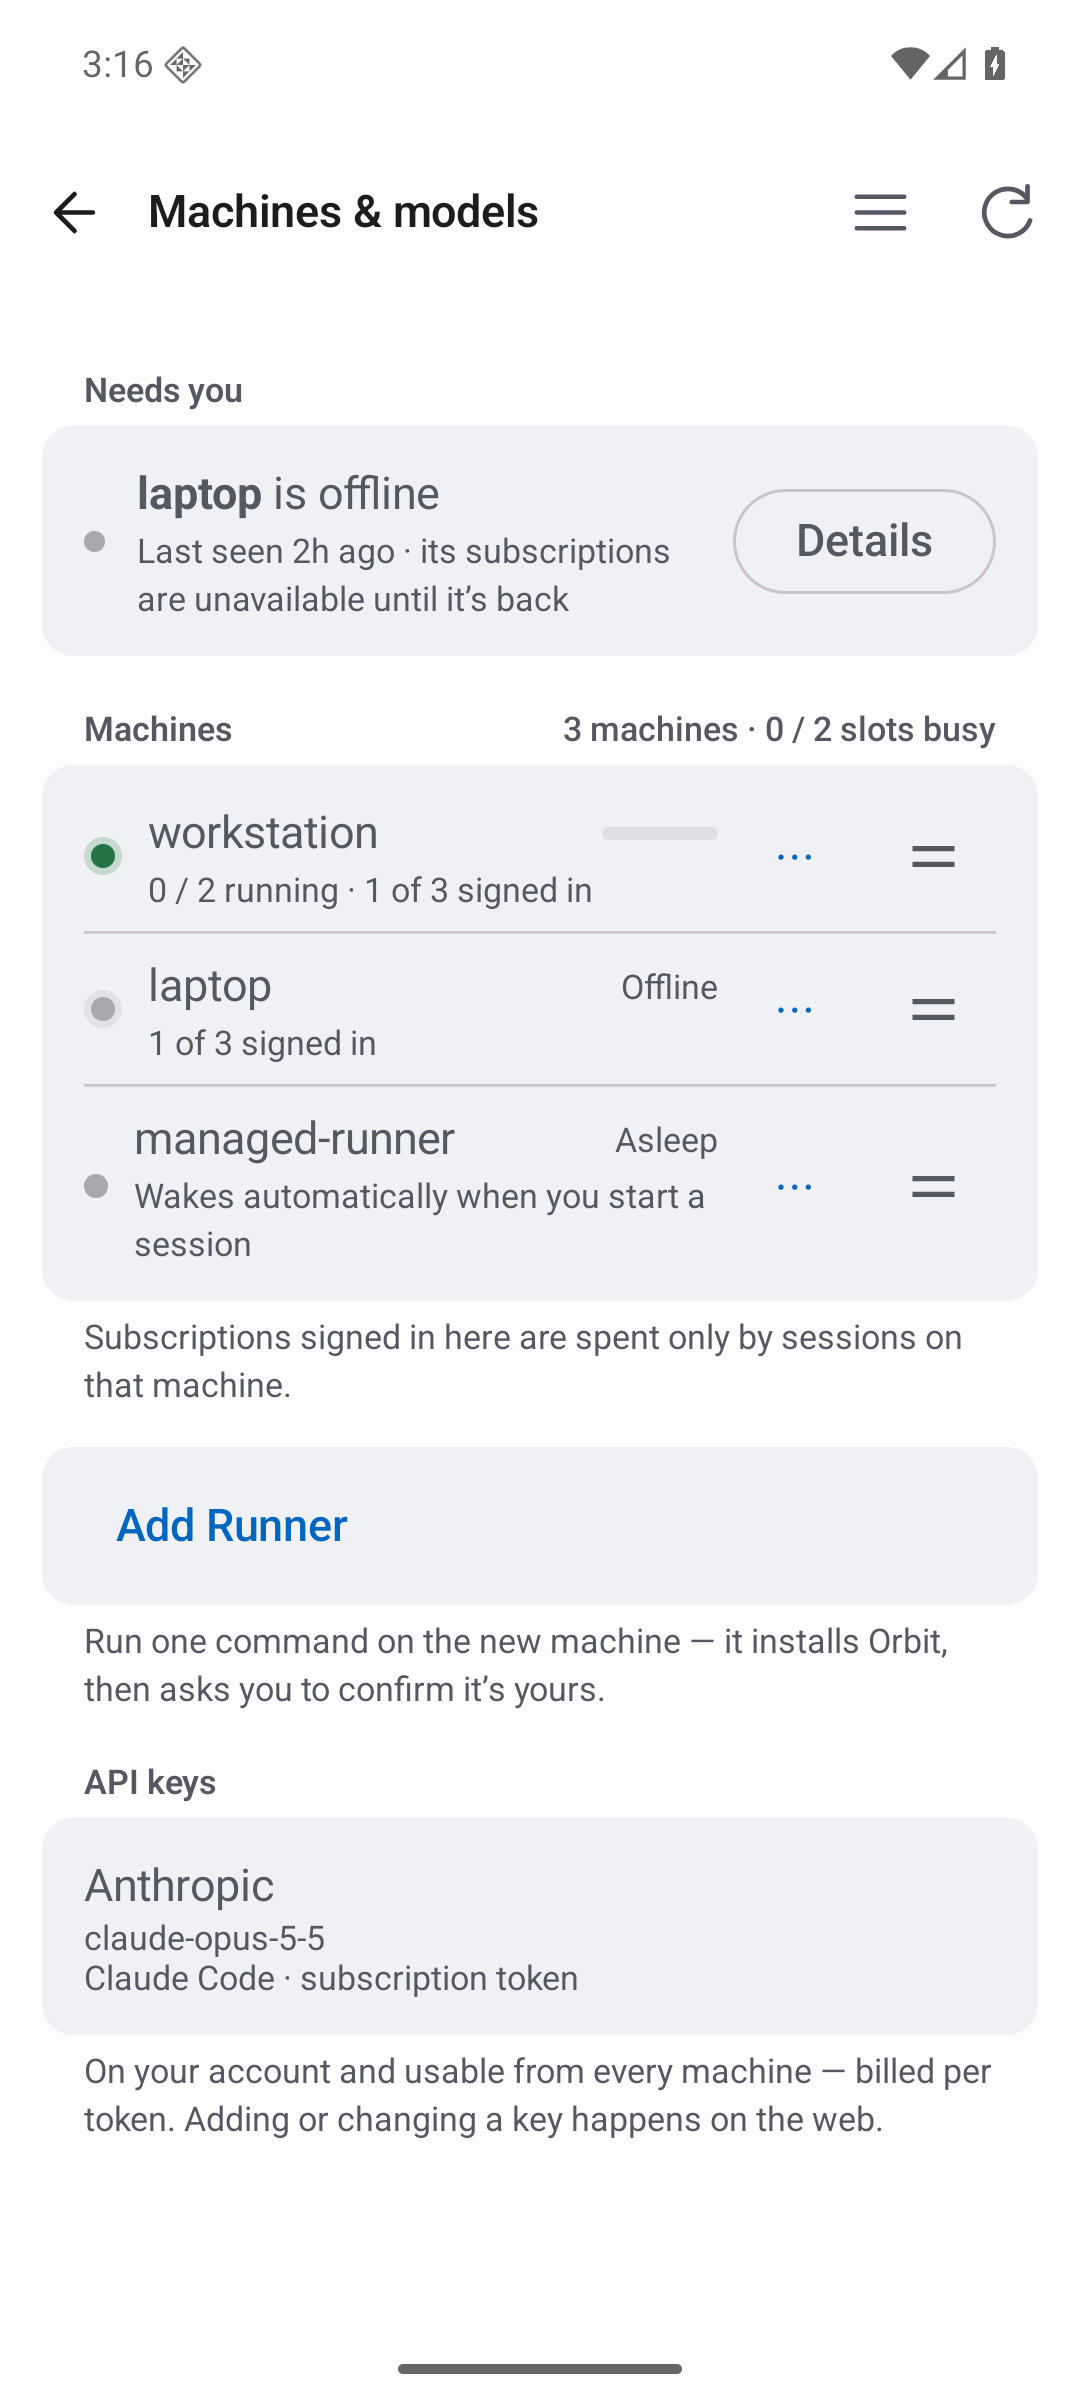 3:16
Machines & models
Needs you
laptop is offline
Last seen 2h ago · its subscriptions
are unavailable until it’s back
Details
Machines
3 machines · 0 / 2 slots busy
workstation
0 / 2 running · 1 of 3 signed in
laptop
Offline
1 of 3 signed in
managed-runner
Asleep
Wakes automatically when you start a
session
Subscriptions signed in here are spent only by sessions on
that machine.
Add Runner
Run one command on the new machine — it installs Orbit,
then asks you to confirm it’s yours.
API keys
Anthropic
claude-opus-5-5
Claude Code · subscription token
On your account and usable from every machine — billed per
token. Adding or changing a key happens on the web.